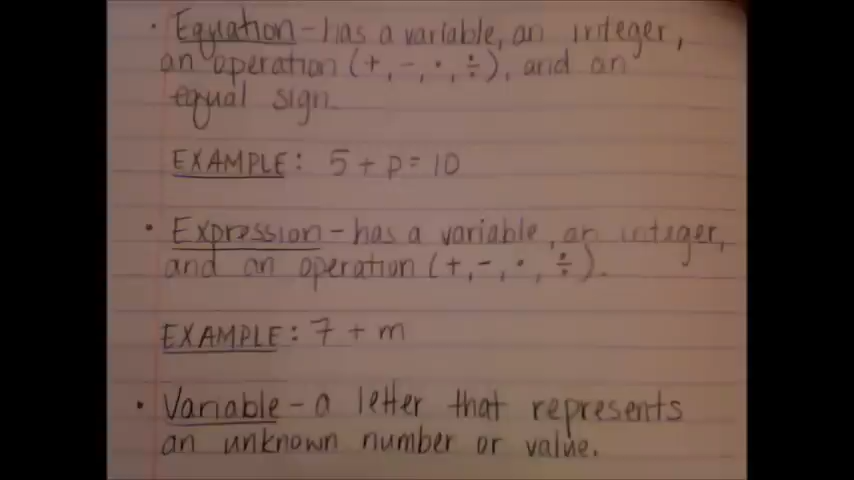 · Equation - has a variable, an integer,
an operation (+, -, ·, ÷), and an
equal sign.
EXAMPLE: 5 + p = 10
· Expression - has a variable, an integer,
and an operation (+, -, ·, ÷).
EXAMPLE: 7 + m
· Variable - a letter that represents
an unknown number or value.